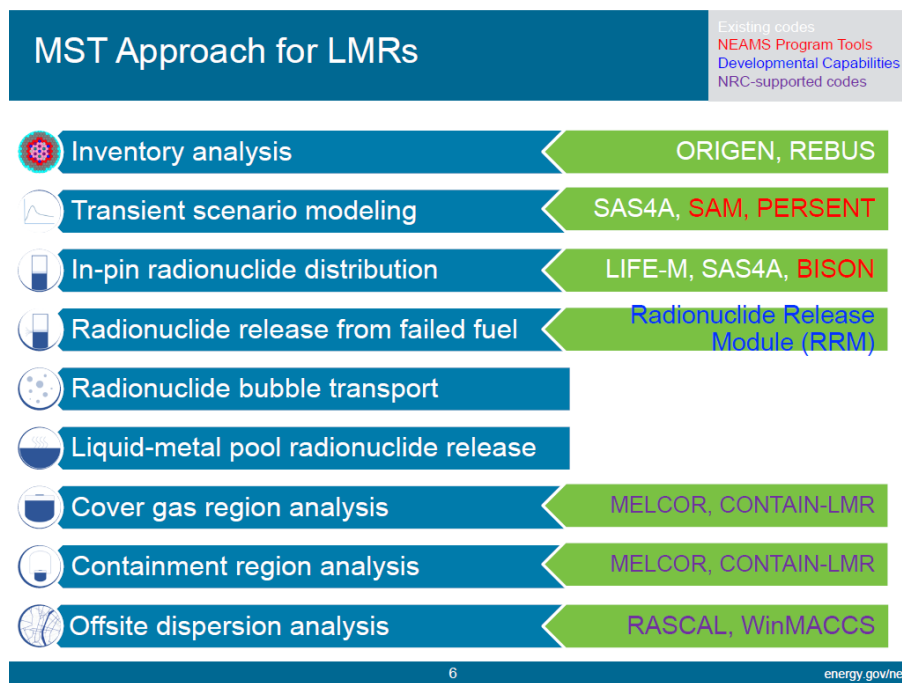 MST Approach for LMRs
Existing codes
NEAMS Program Tools
Developmental Capabilities
NRC-supported codes
Inventory analysis
ORIGEN, REBUS
Transient scenario modeling
SAS4A, SAM, PERSENT
In-pin radionuclide distribution
LIFE-M, SAS4A, BISON
Radionuclide release from failed fuel
Radionuclide Release
Module (RRM)
Radionuclide bubble transport
Liquid-metal pool radionuclide release
Cover gas region analysis
MELCOR, CONTAIN-LMR
Containment region analysis
MELCOR, CONTAIN-LMR
Offsite dispersion analysis
RASCAL, WinMACCS
6
energy.gov/ne